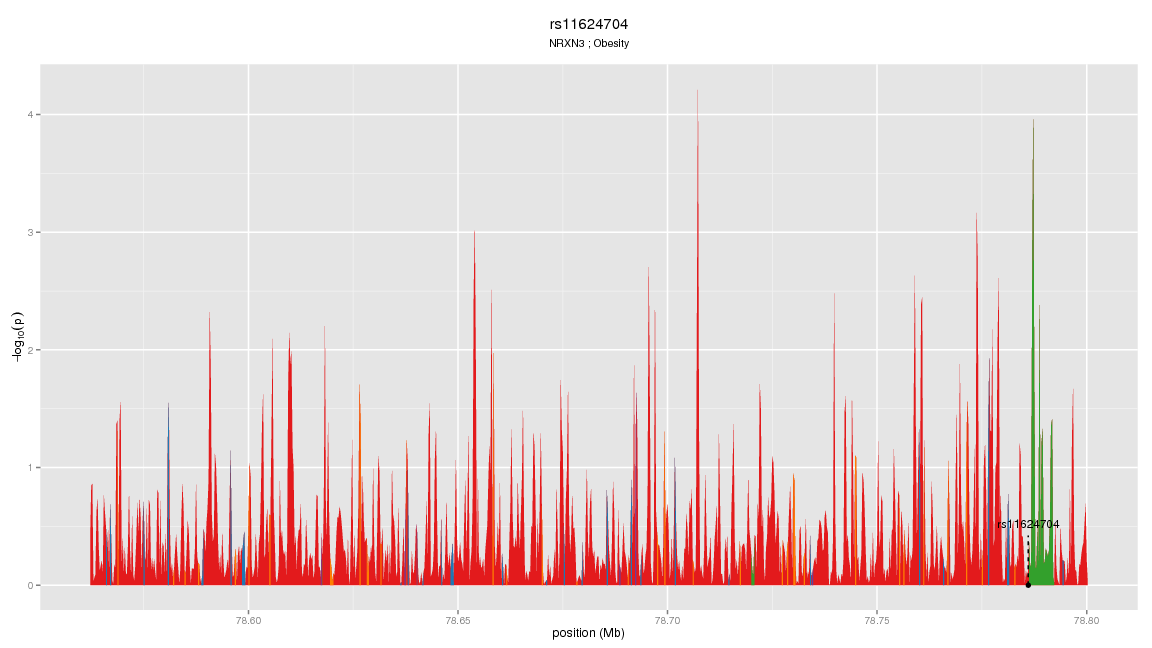 rs11624704
NRXN3 ; Obesity
4
3
2
1
0
−log10(p)
rs11624704
78.60 78.65 78.70 78.75 78.80
position (Mb)